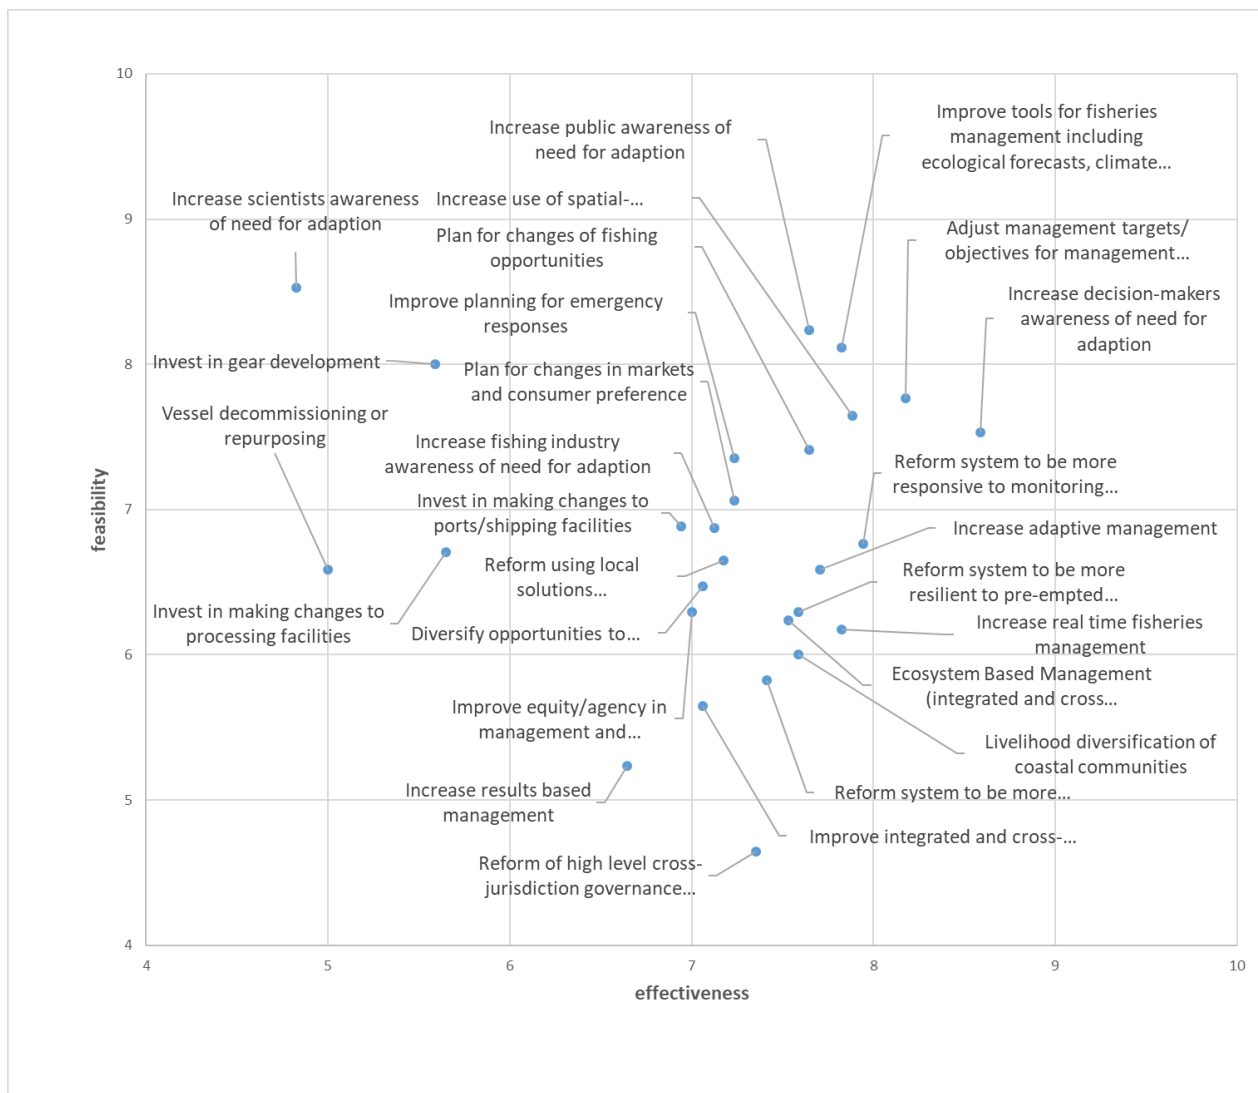 10
Increase public awareness of
need for adaption
Improve tools for fisheries
management including
ecological forecasts, climate...
Increase scientists awareness
of need for adaption
Increase use of spatial-...
9
Plan for changes of fishing
opportunities
Adjust management targets/
objectives for management...
Improve planning for emergency
responses
Increase decision-makers
awareness of need for
adaption
Invest in gear development
8
Plan for changes in markets
and consumer preference
Vessel decommissioning or
repurposing
Increase fishing industry
awareness of need for adaption
Reform system to be more
responsive to monitoring...
Invest in making changes to
ports/shipping facilities
7
feasibility
Increase adaptive management
Reform using local
solutions...
Reform system to be more
resilient to pre-empted...
Invest in making changes to
processing facilities
Diversify opportunities to...
Increase real time fisheries
management
6
Ecosystem Based Management
(integrated and cross...
Improve equity/agency in
management and...
Livelihood diversification of
coastal communities
Increase results based
management
5
Reform system to be more...
Improve integrated and cross-...
Reform of high level cross-
jurisdiction governance...
4
4 5 6 7 8 9 10
effectiveness